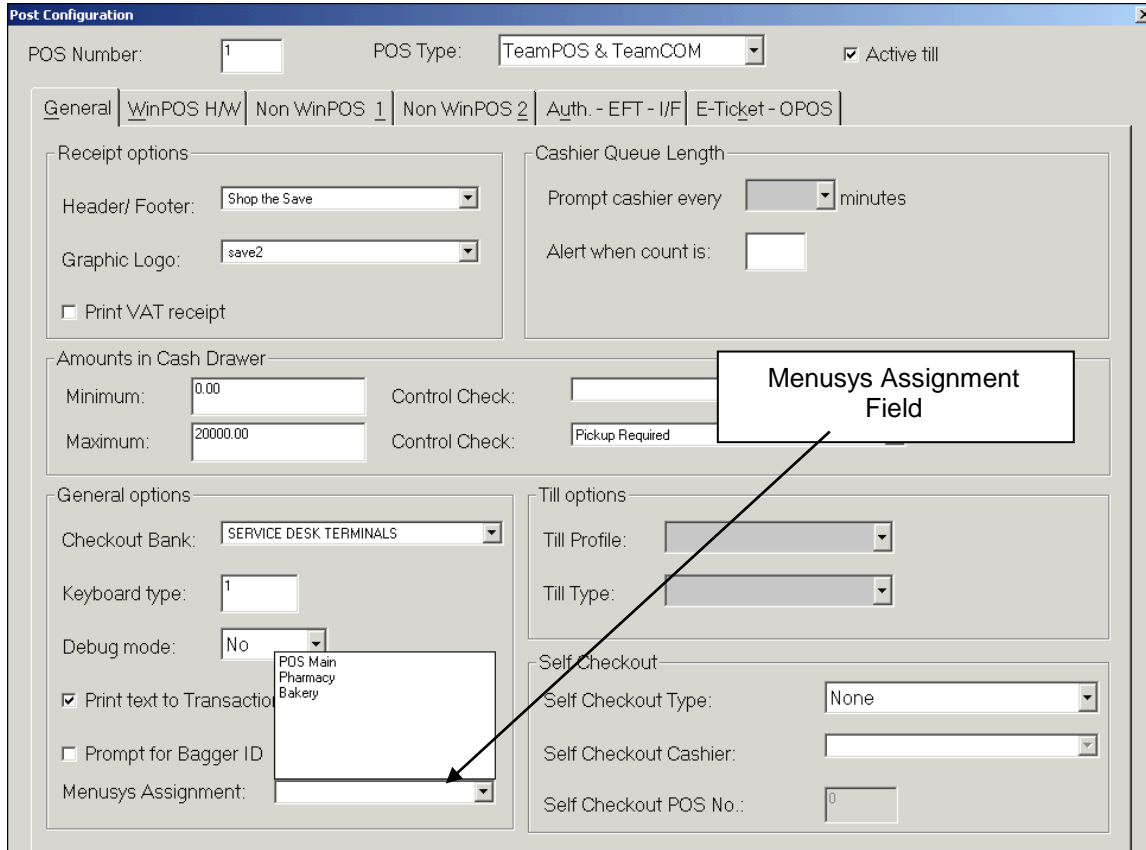 Post Configuration
POS Number: 1 POS Type: TeamPOS & TeamCOM Active till
General WinPOS H/W Non WinPOS 1 Non WinPOS 2 Auth. - EFT - I/F E-Ticket - OPOS
Receipt options
Header/ Footer: Shop the Save
Graphic Logo: save2
Print VAT receipt
Cashier Queue Length
Prompt cashier every minutes
Alert when count is:
Amounts in Cash Drawer
Minimum: 0.00 Control Check:
Maximum: 20000.00 Control Check: Pickup Required
Menusys Assignment
Field
General options
Checkout Bank: SERVICE DESK TERMINALS
Keyboard type: 1
Debug mode: No
POS Main
Pharmacy
Bakery
Print text to Transaction
Prompt for Bagger ID
Menusys Assignment:
Till options
Till Profile:
Till Type:
Self Checkout
Self Checkout Type: None
Self Checkout Cashier:
Self Checkout POS No.: 0